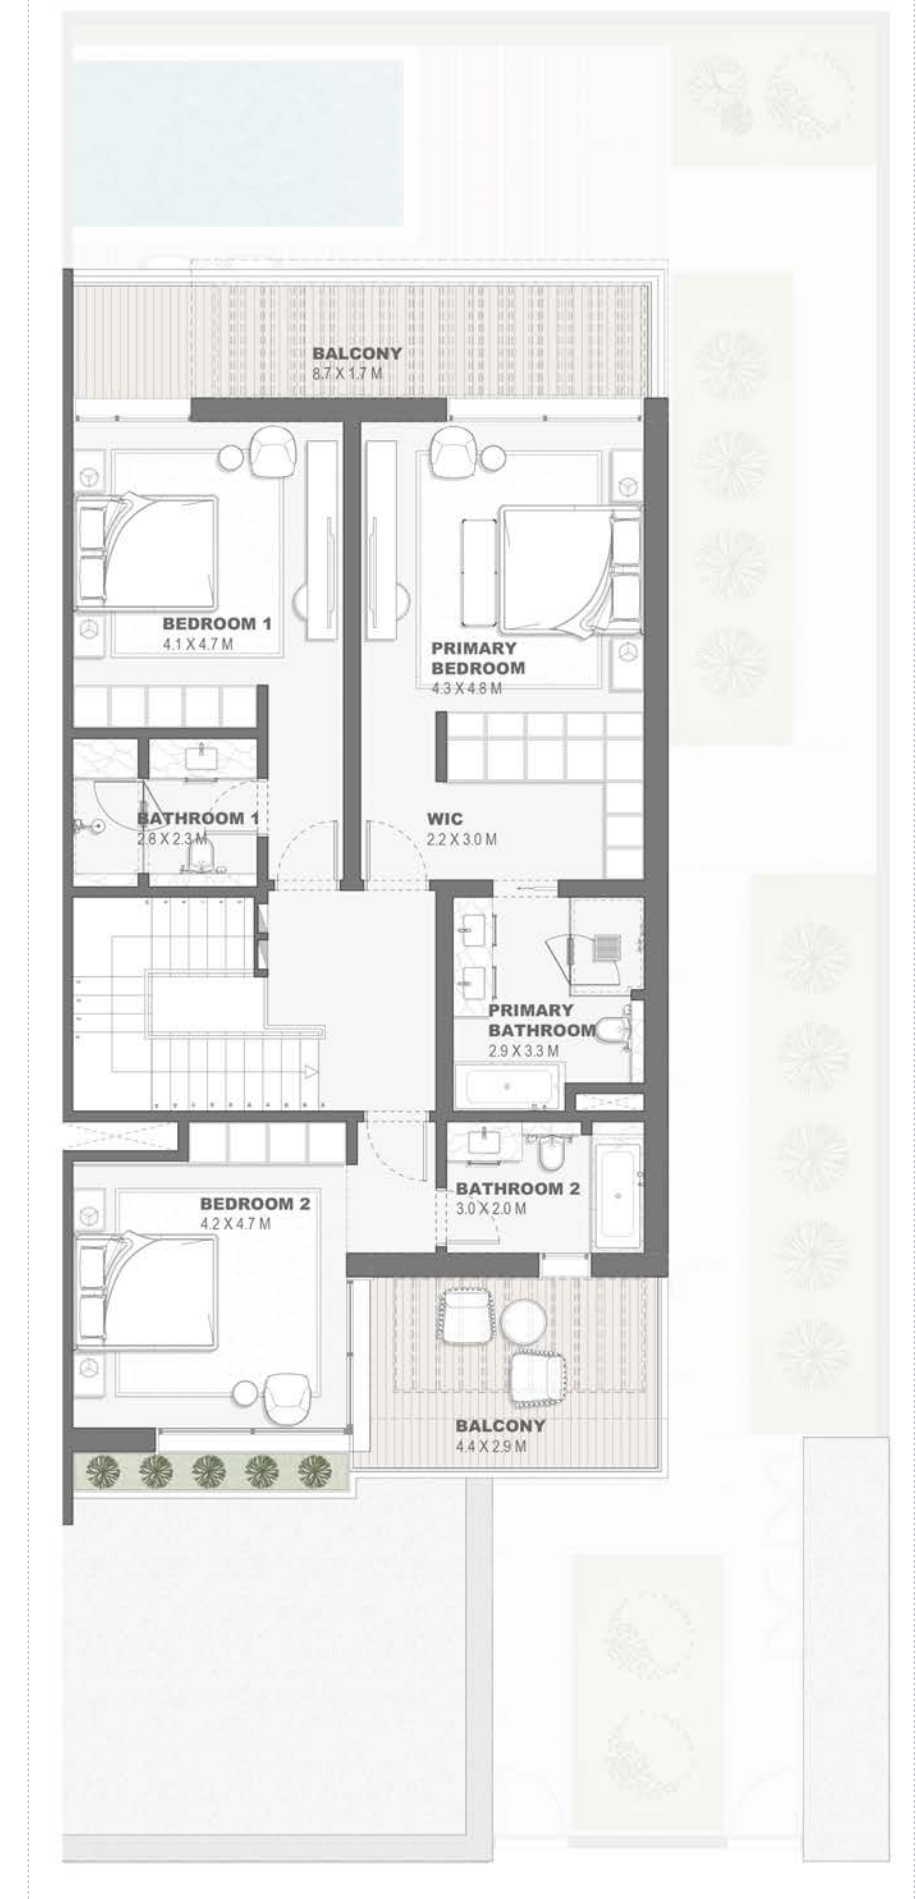 BALCONY
8.7 X 1.7 M
BEDROOM 1
4.1 X 4.7 M
PRIMARY
BEDROOM
4.3 X 4.8 M
BATHROOM 1
2.8 X 2.3 M
WIC
2.2 X 3.0 M
PRIMARY
BATHROOM
2.9 X 3.3 M
BEDROOM 2
4.2 X 4.7 M
BATHROOM 2
3.0 X 2.0 M
BALCONY
4.4 X 2.9 M